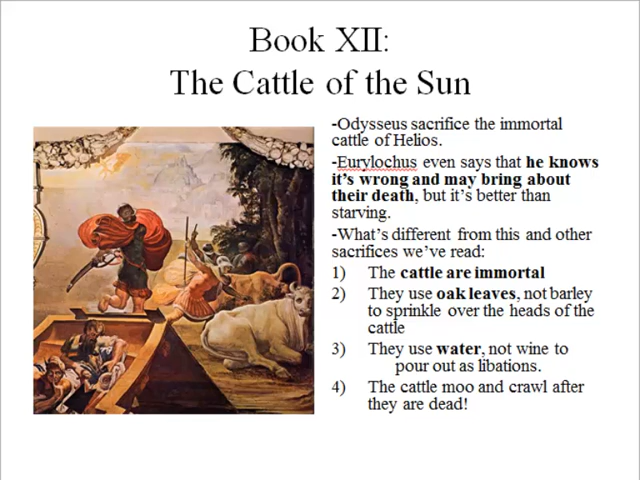 Book XII:
The Cattle of the Sun
-Odysseus sacrifice the immortal
cattle of Helios.
-Eurylochus even says that he knows
it's wrong and may bring about
their death, but it's better than
starving.
-What's different from this and other
sacrifices we've read:
1) The cattle are immortal
2) They use oak leaves, not barley
to sprinkle over the heads of the
cattle
3) They use water, not wine to
pour out as libations.
4) The cattle moo and crawl after
they are dead!